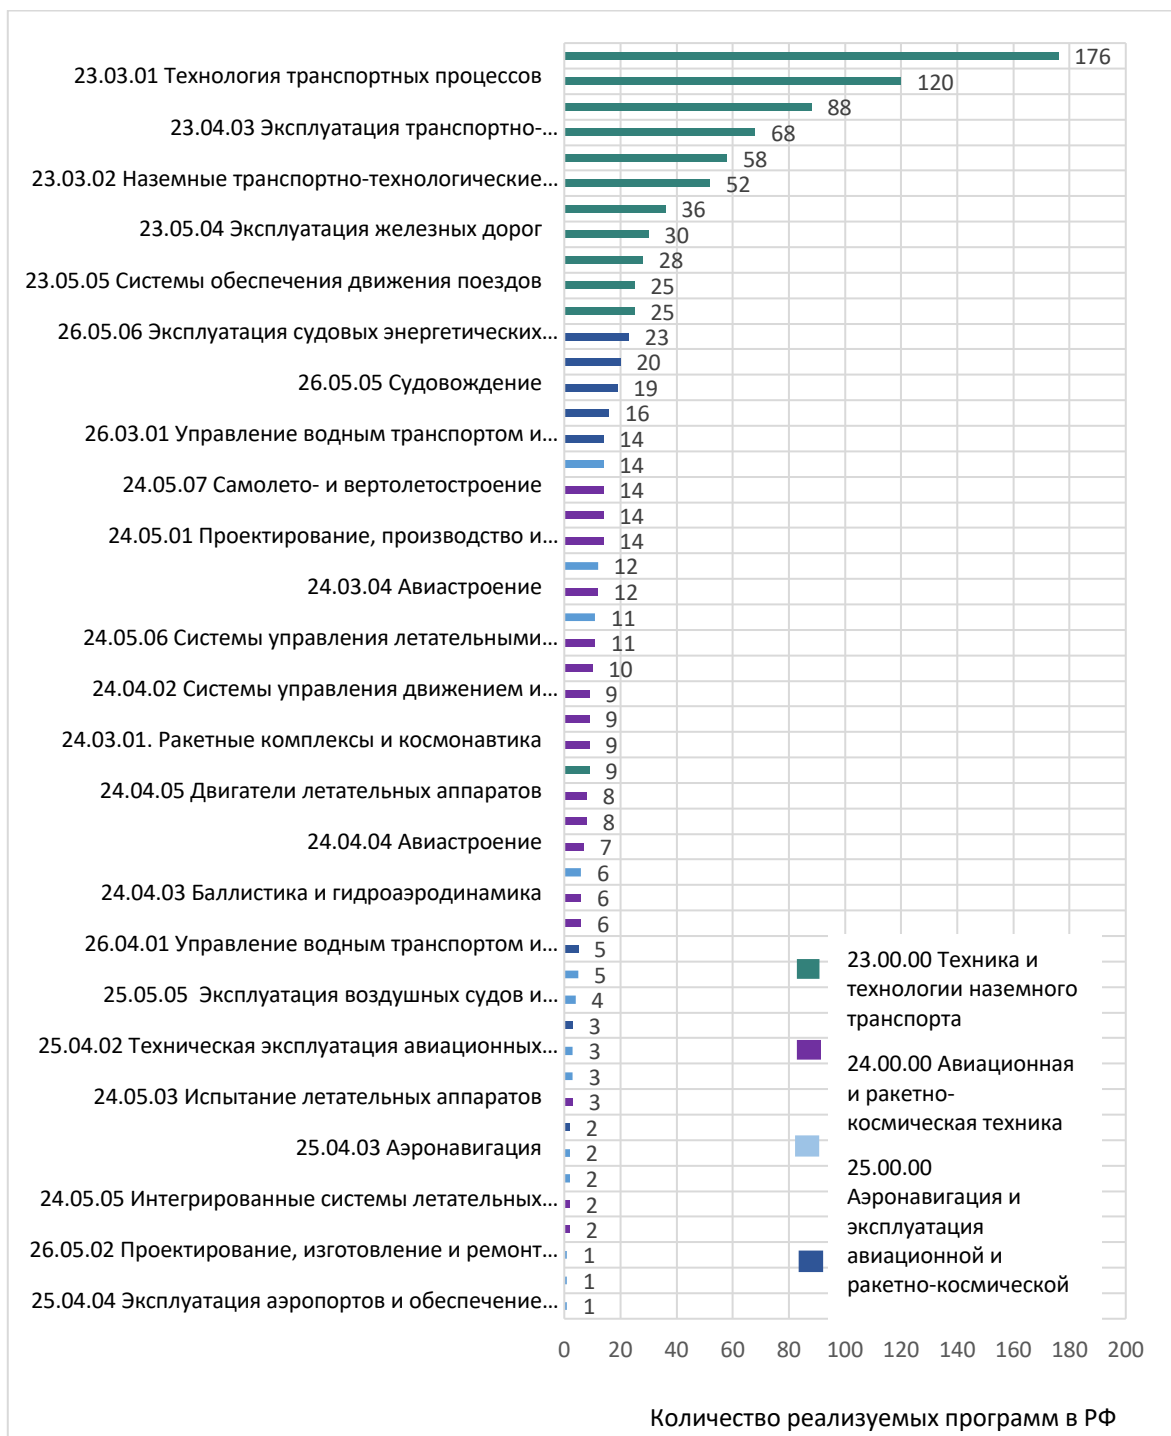 176
23.03.01 Технология транспортных процессов
120
88
23.04.03 Эксплуатация транспортно-...
68
58
23.03.02 Наземные транспортно-технологические...
52
36
23.05.04 Эксплуатация железных дорог
30
28
23.05.05 Системы обеспечения движения поездов
25
25
26.05.06 Эксплуатация судовых энергетических...
23
20
26.05.05 Судовождение
19
16
26.03.01 Управление водным транспортом и...
14
14
24.05.07 Самолето- и вертолетостроение
14
14
24.05.01 Проектирование, производство и...
14
12
24.03.04 Авиастроение
12
11
24.05.06 Системы управления летательными...
11
10
24.04.02 Системы управления движением и...
9
9
24.03.01. Ракетные комплексы и космонавтика
9
9
24.04.05 Двигатели летательных аппаратов
8
8
24.04.04 Авиастроение
7
6
24.04.03 Баллистика и гидроаэродинамика
6
6
26.04.01 Управление водным транспортом и...
5
5
25.05.05 Эксплуатация воздушных судов и...
4
3
25.04.02 Техническая эксплуатация авиационных...
3
3
24.05.03 Испытание летательных аппаратов
3
2
25.04.03 Аэронавигация
2
2
24.05.05 Интегрированные системы летательных...
2
2
26.05.02 Проектирование, изготовление и ремонт...
1
1
25.04.04 Эксплуатация аэропортов и обеспечение...
1
23.00.00 Техника и
технологии наземного
транспорта
24.00.00 Авиационная
и ракетно-
космическая техника
25.00.00
Аэронавигация и
эксплуатация
авиационной и
ракетно-космической
0 20 40 60 80 100 120 140 160 180 200
Количество реализуемых программ в РФ